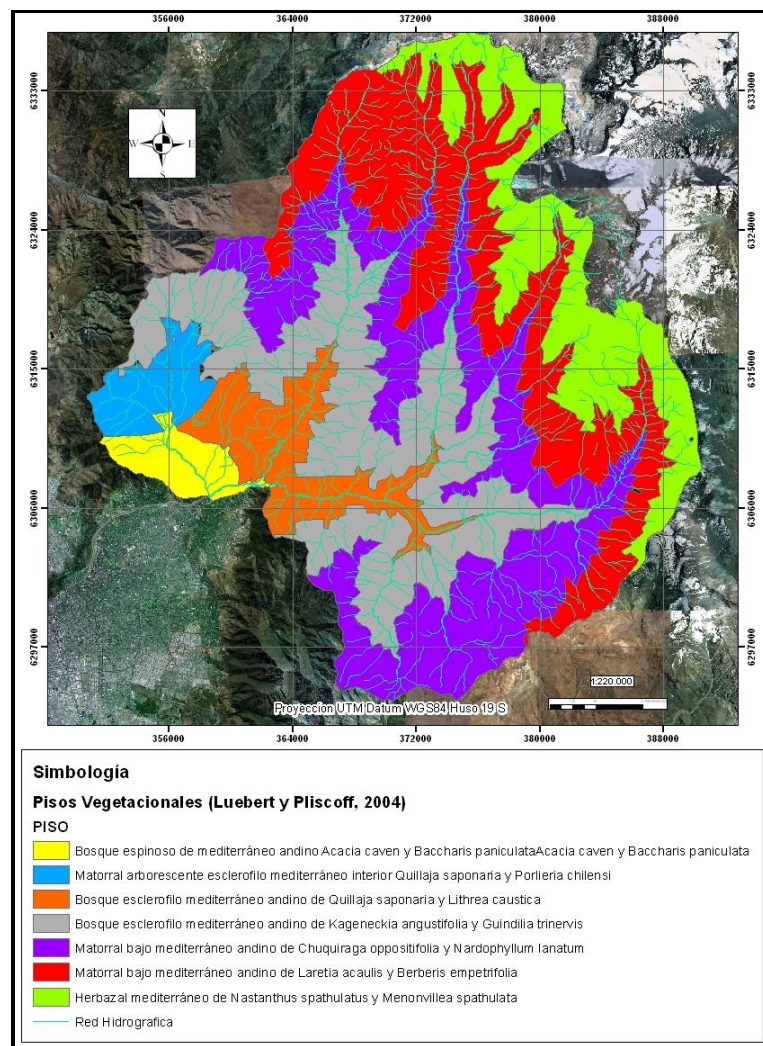 356000 364000 372000 380000 388000
6333000 6333000
N
W E
S
6324000 6324000
6315000 6315000
6306000 6306000
6297000 6297000
1:220.000
Proyeccion UTM Datum WGS84 Huso 19 S
356000 364000 372000 380000 388000
Simbología
Pisos Vegetacionales (Luebert y Pliscoff, 2004)
PISO
Bosque espinoso de mediterráneo andino Acacia caven y Baccharis paniculataAcacia caven y Baccharis paniculata
Matorral arborescente esclerofilo mediterráneo interior Quillaja saponaria y Porlieria chilensi
Bosque esclerofilo mediterráneo andino de Quillaja saponaria y Lithrea caustica
Bosque esclerofilo mediterráneo andino de Kageneckia angustifolia y Guindilia trinervis
Matorral bajo mediterráneo andino de Chuquiraga oppositifolia y Nardophyllum lanatum
Matorral bajo mediterráneo andino de Laretia acaulis y Berberis empetrifolia
Herbazal mediterráneo de Nastanthus spathulatus y Menonvillea spathulata
Red Hidrografica